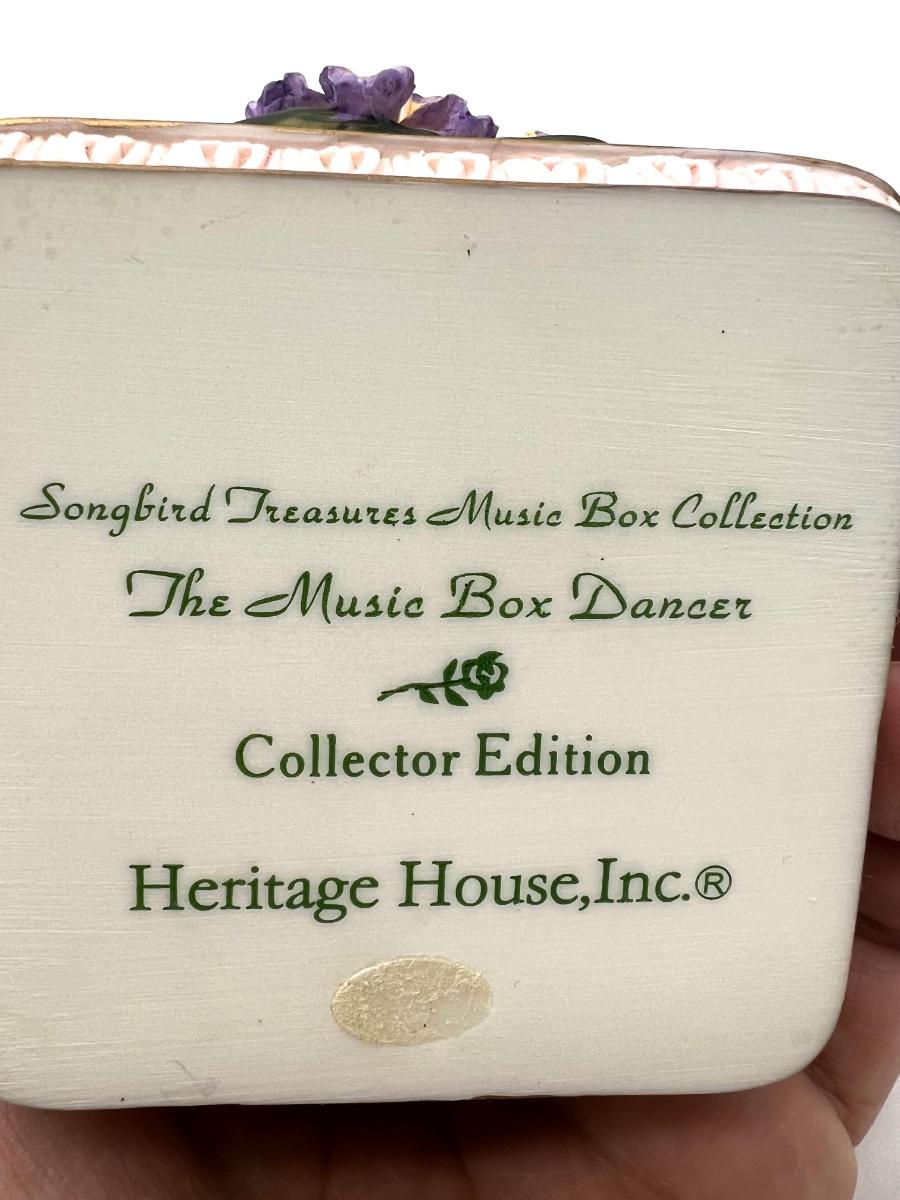 Songbird Treasures Music Box Collection
The Music Box Dancer
Collector Edition
Heritage House,Inc.®